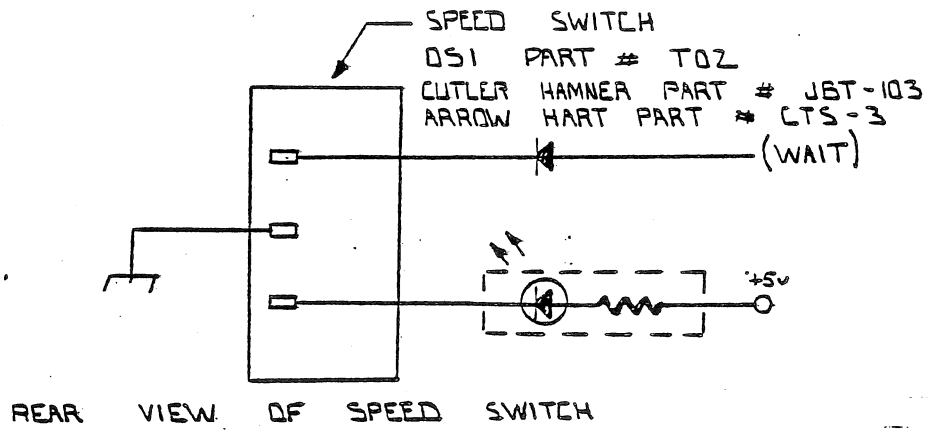 SPEED SWITCH
OSI PART # T02
CUTLER HAMNER PART # JBT-103
ARROW HART PART # CTS-3
(WAIT)
+5v
REAR VIEW OF SPEED SWITCH